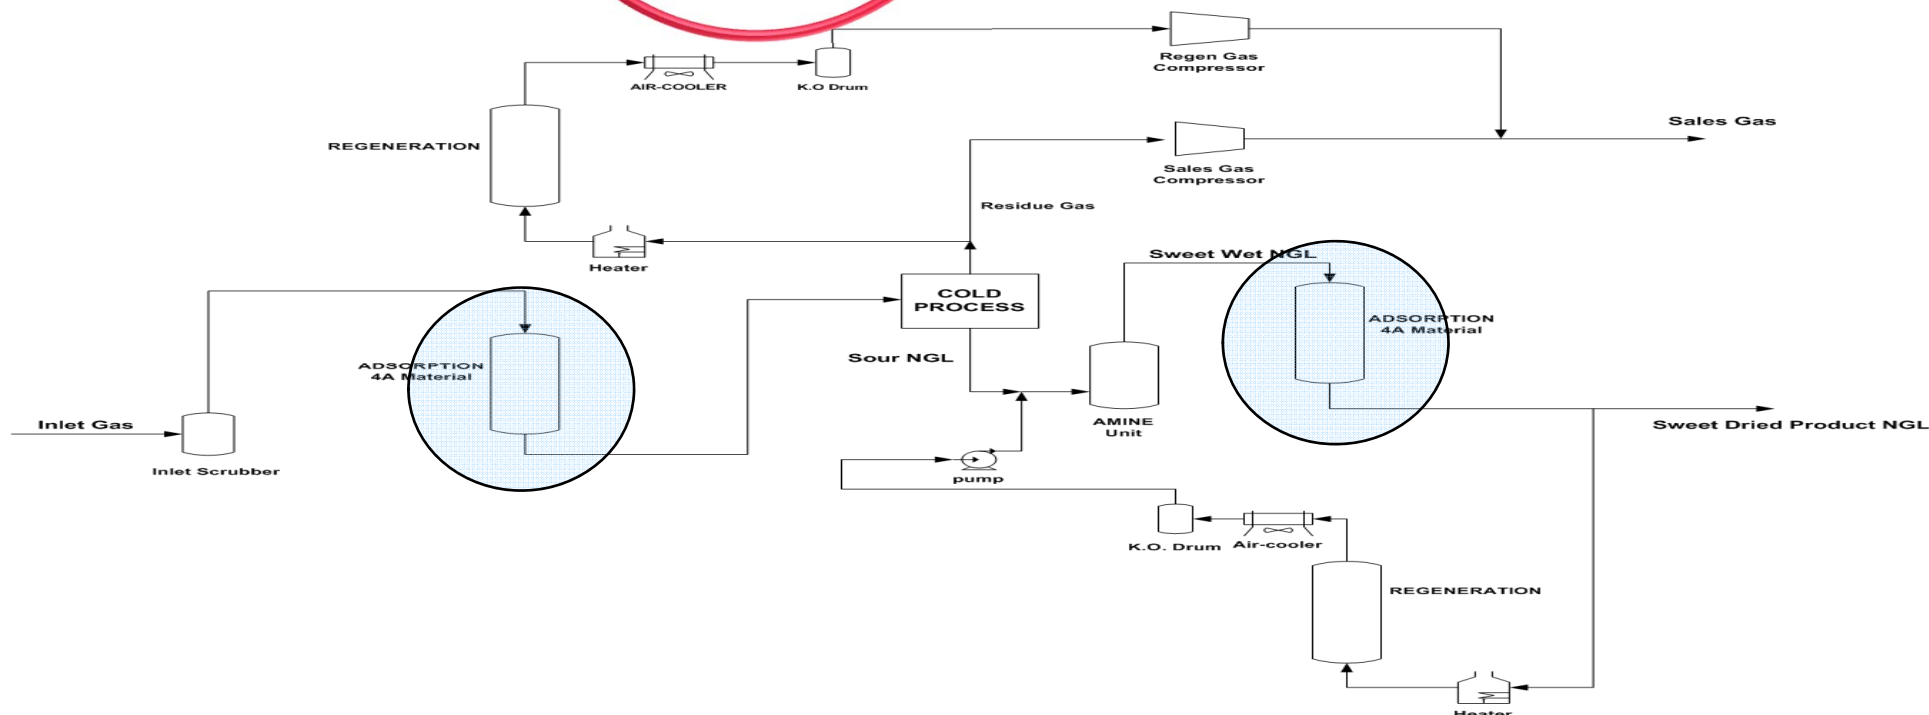 Regen Gas
Compressor
AIR-COOLER
K.O Drum
Sales Gas
REGENERATION
Sales Gas
Compressor
Residue Gas
Heater
Sweet Wet NGL
COLD
PROCESS
ADSORPTION
4A Material
Sour NGL
ADSORPTION
4A Material
Inlet Gas
AMINE
Unit
Sweet Dried Product NGL
Inlet Scrubber
pump
K.O. Drum
Air-cooler
REGENERATION
Heater